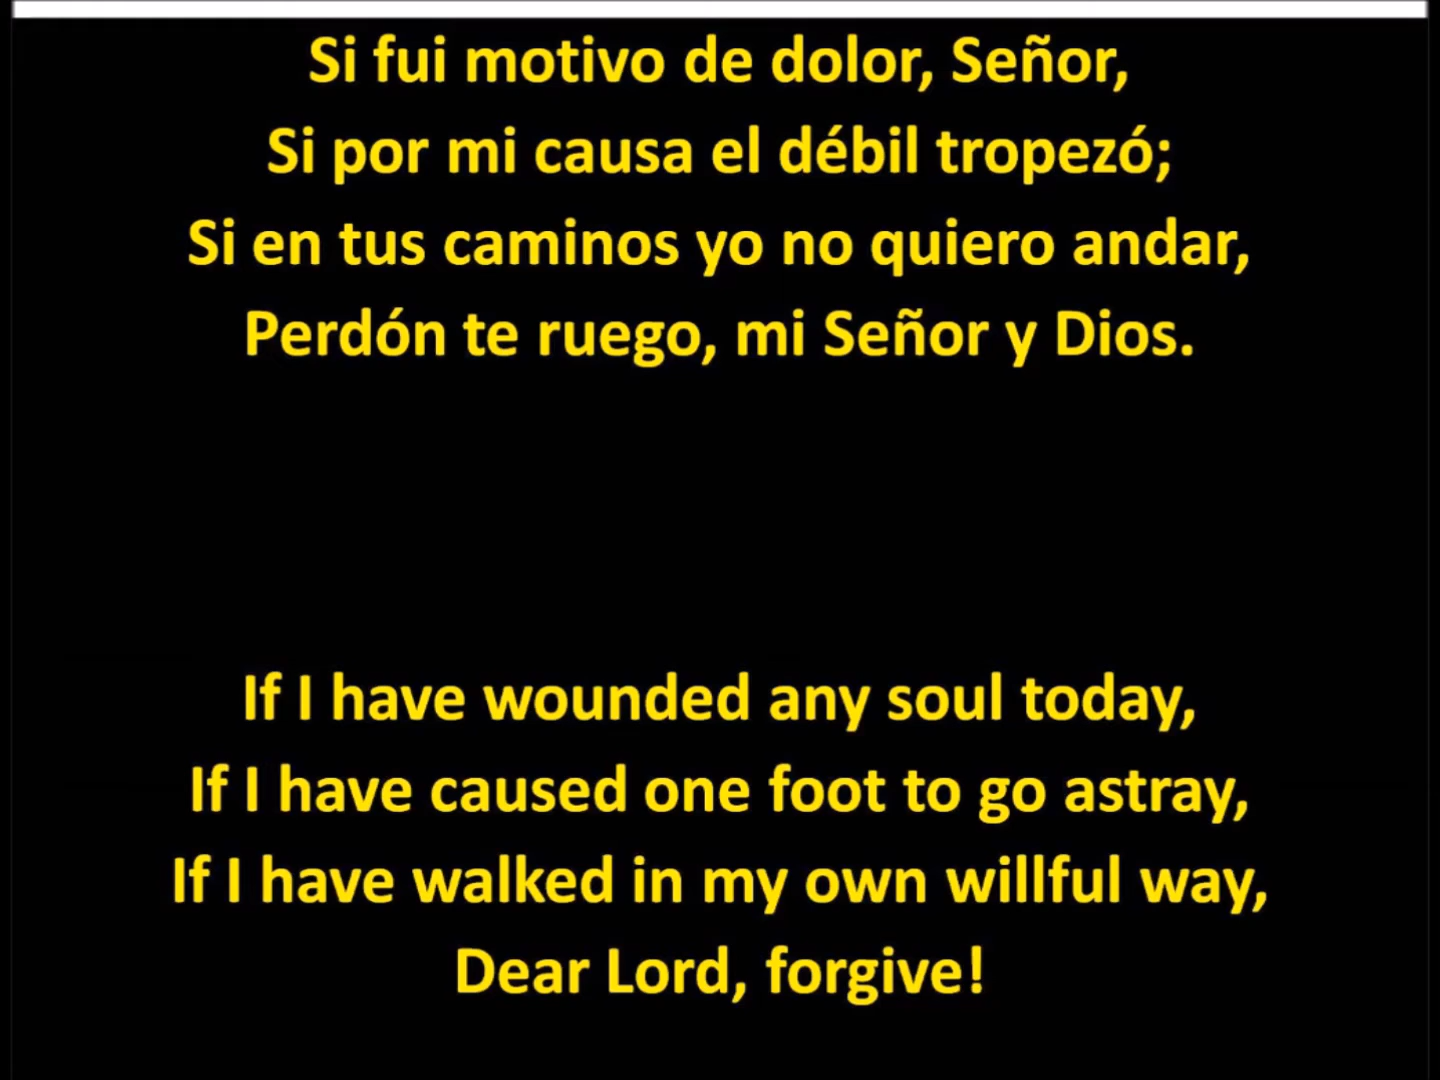 Si fui motivo de dolor, Señor,
Si por mi causa el débil tropezó;
Si en tus caminos yo no quiero andar,
Perdón te ruego, mi Señor y Dios.
If I have wounded any soul today,
If I have caused one foot to go astray,
If I have walked in my own willful way,
Dear Lord, forgive!